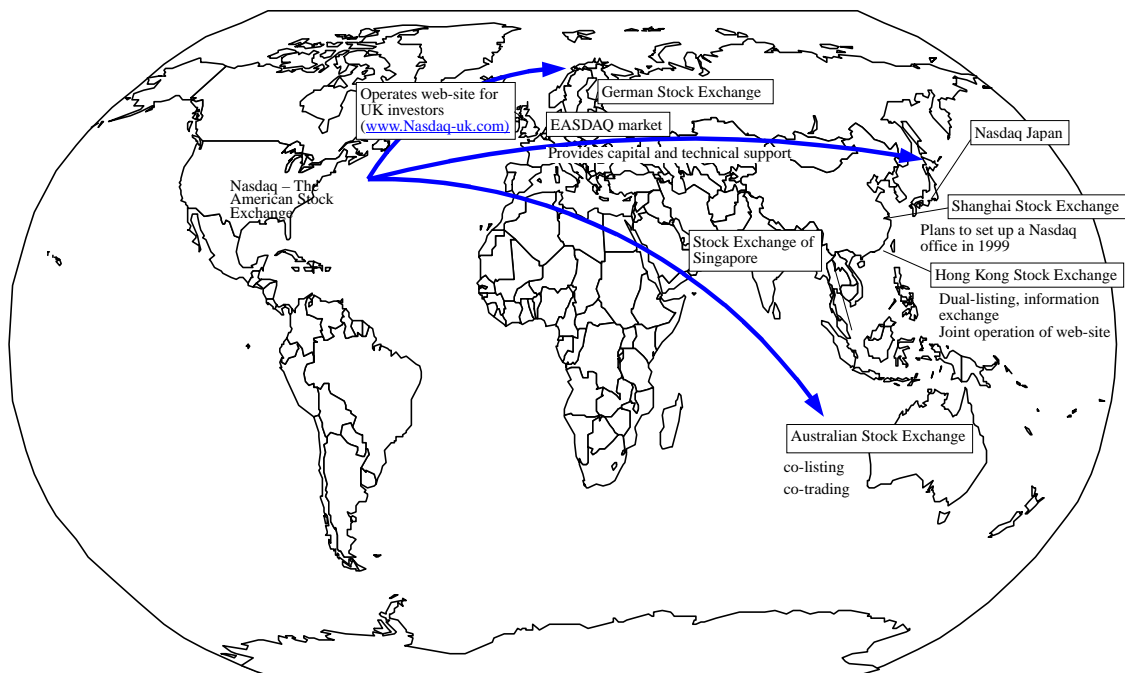 Operates web-site for
UK investors
(www.Nasdaq-uk.com)
German Stock Exchange
EASDAQ market
Provides capital and technical support
Nasdaq Japan
Nasdaq – The
American Stock
Exchange
Shanghai Stock Exchange
Plans to set up a Nasdaq
office in 1999
Stock Exchange of
Singapore
Hong Kong Stock Exchange
Dual-listing, information
exchange
Joint operation of web-site
Australian Stock Exchange
co-listing
co-trading